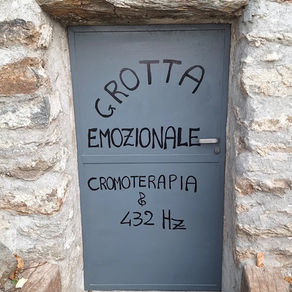 GROTTA
EMOZIONALE
CROMOTERAPIA
&
432 Hz